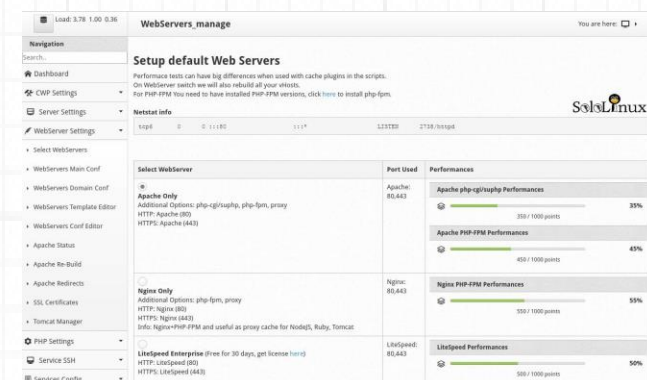 Load: 3.78 1.00 0.36
WebServers_manage
You are here:
Navigation
Search..
Dashboard
CWP Settings
Server Settings
WebServer Settings
Select WebServers
WebServers Main Conf
WebServers Domain Conf
WebServers Template Editor
WebServers Conf Editor
Apache Status
Apache Re-Build
Apache Redirects
SSL Certificates
Tomcat Manager
PHP Settings
Service SSH
Services Config
Setup default Web Servers
Performace tests can have big differences when used with cache plugins in the scripts.
On WebServer switch we will also rebuild all your vHosts.
For PHP-FPM You need to have installed PHP-FPM versions, click here to install php-fpm.
SoloLinux
Netstat info
tcp6 0 0 :::80 :::* LISTEN 2738/httpd
Select WebServer Port Used Performances
Apache Only
Additional Options: php-cgi/suphp, php-fpm, proxy
HTTP: Apache (80)
HTTPS: Apache (443)
Apache:
80,443
Apache php-cgi/suphp Performances
35%
350 / 1000 points
Apache PHP-FPM Performances
45%
450 / 1000 points
Nginx Only
Additional Options: php-fpm, proxy
HTTP: Nginx (80)
HTTPS: Nginx (443)
Info: Nginx+PHP-FPM and useful as proxy cache for NodeJS, Ruby, Tomcat
Nginx:
80,443
Nginx PHP-FPM Performances
55%
550 / 1000 points
LiteSpeed Enterprise (Free for 30 days, get license here)
HTTP: LiteSpeed (80)
HTTPS: LiteSpeed (443)
LiteSpeed:
80,443
LiteSpeed Performances
50%
500 / 1000 points